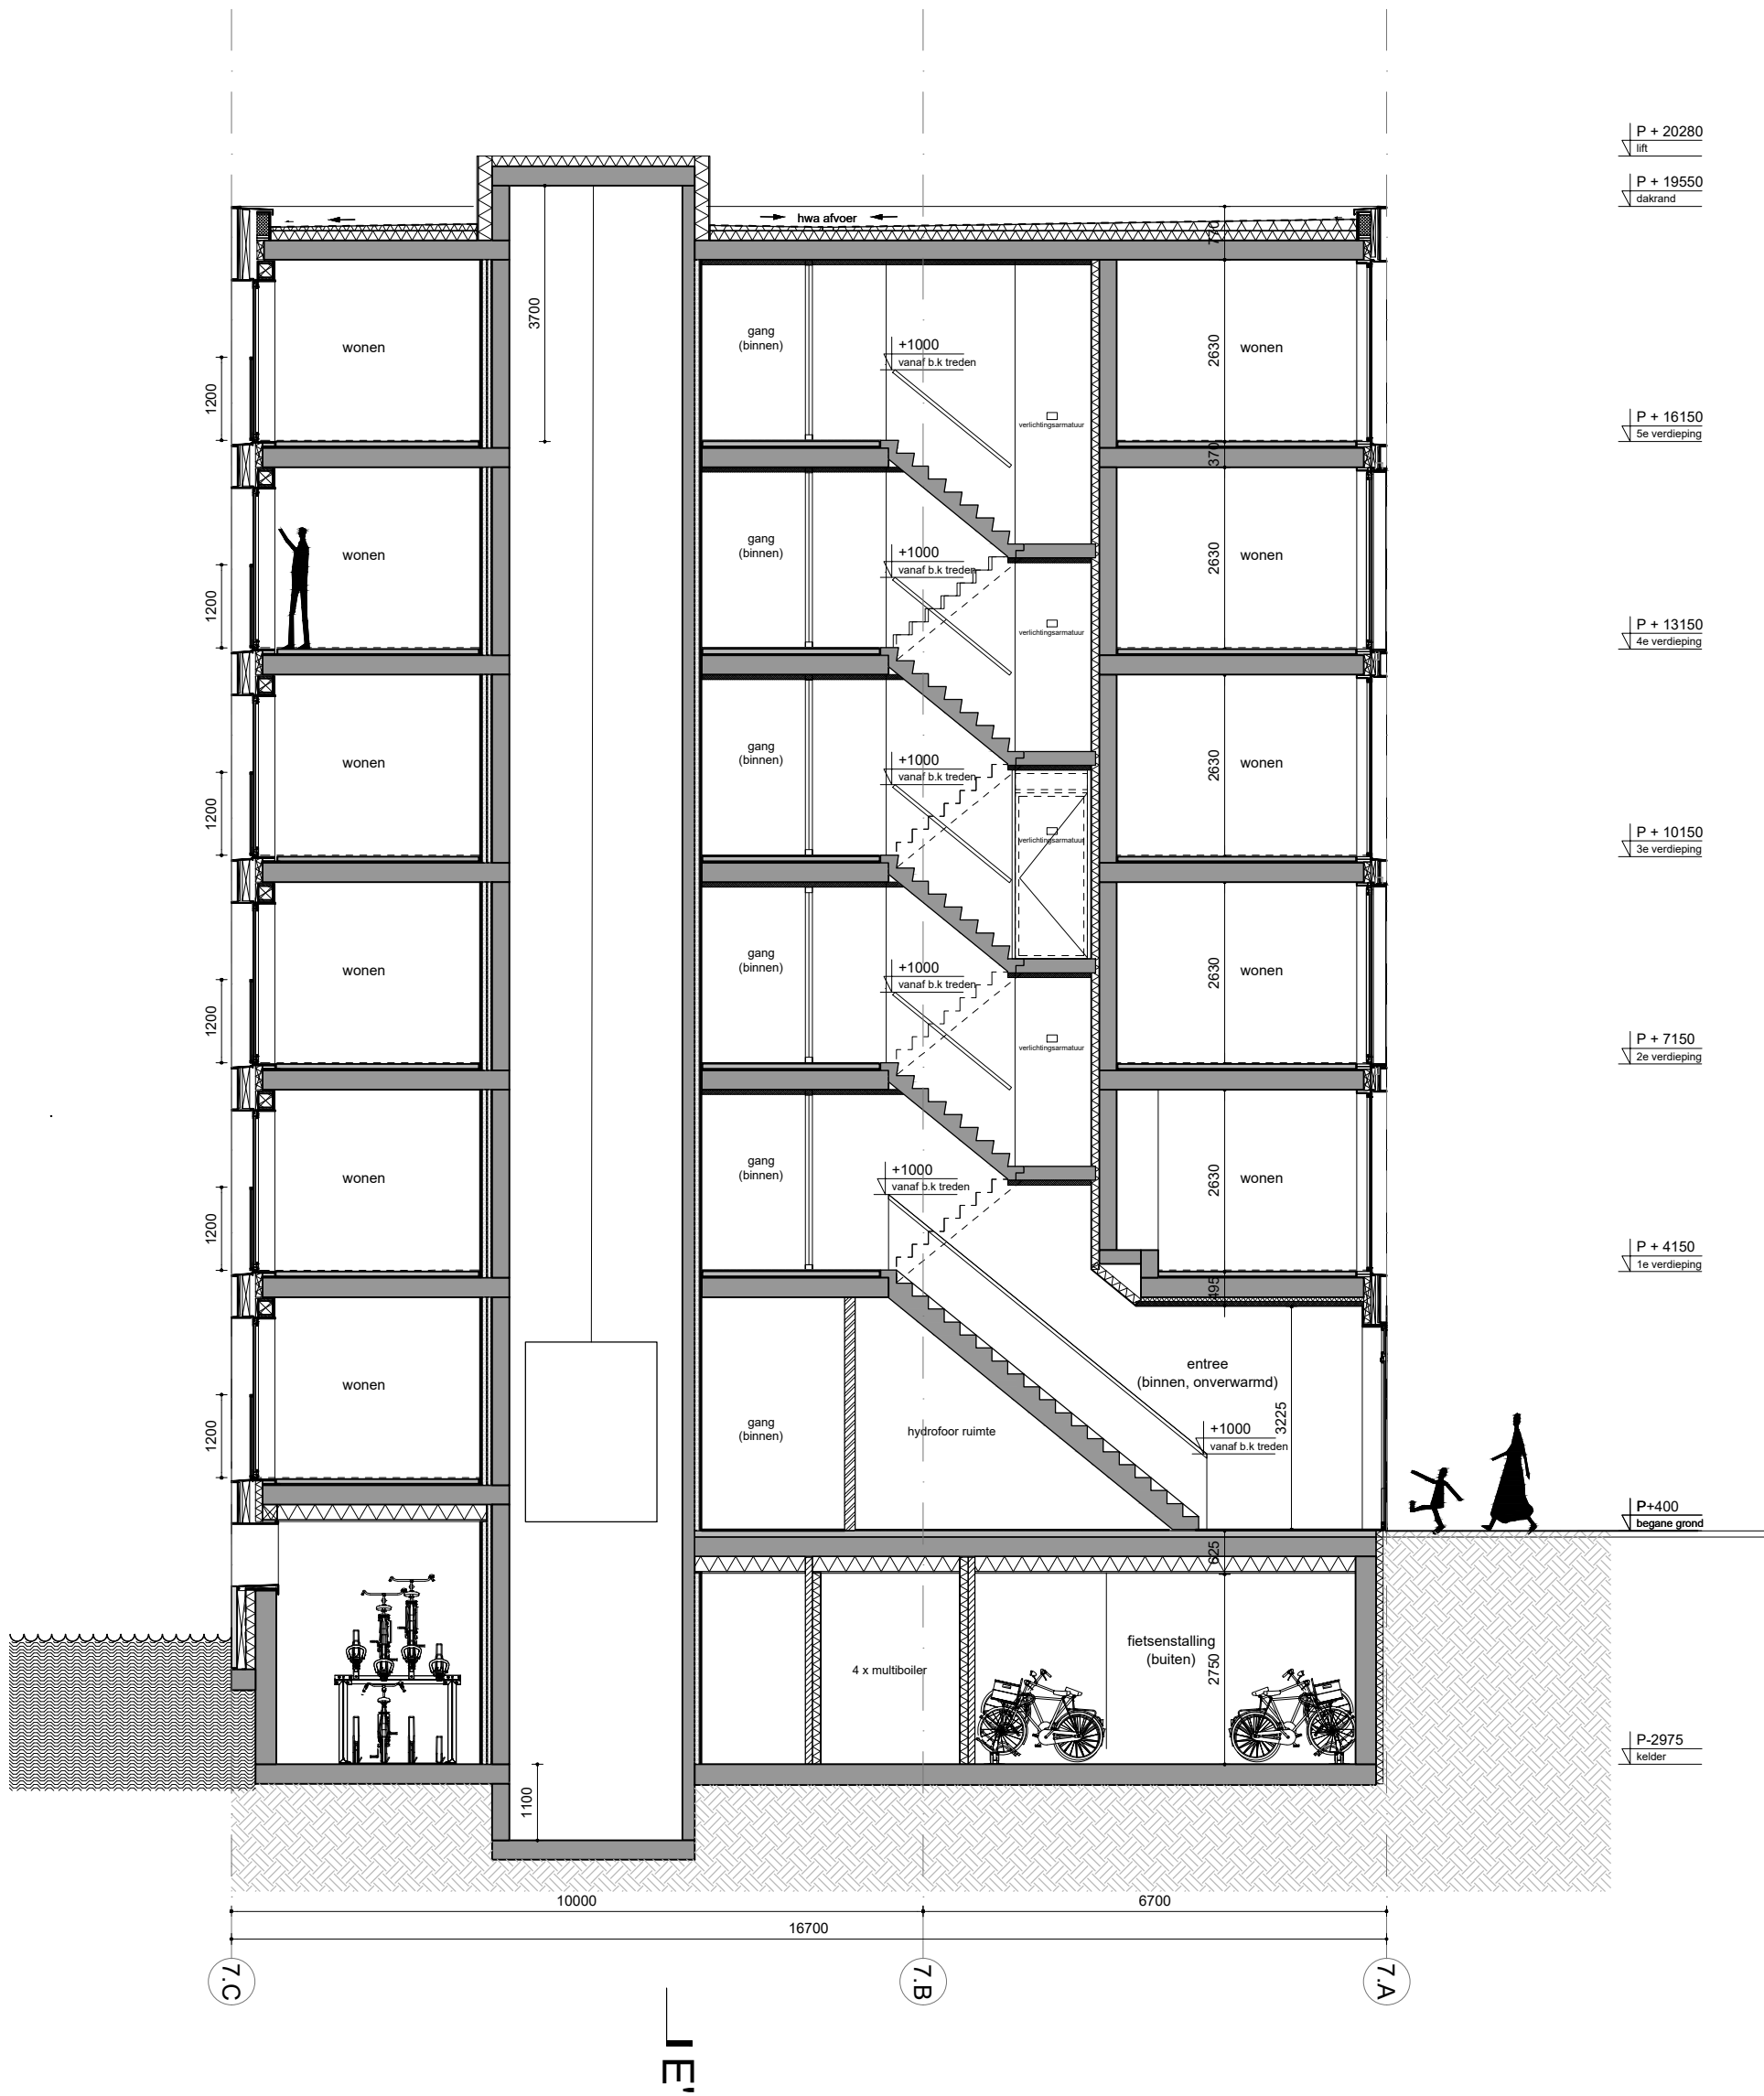 P + 20280
lift
P + 19550
dakrand
hwa afvoer
770
3700
gang
(binnen)
+1000
vanaf b.k treden
wonen
2630
wonen
1200
verlichtingsarmatuur
P + 16150
5e verdieping
370
gang
(binnen)
+1000
vanaf b.k treden
wonen
2630
wonen
1200
verlichtingsarmatuur
P + 13150
4e verdieping
gang
(binnen)
+1000
vanaf b.k treden
wonen
2630
wonen
1200
verlichtingsarmatuur
P + 10150
3e verdieping
gang
(binnen)
+1000
vanaf b.k treden
wonen
2630
wonen
1200
verlichtingsarmatuur
P + 7150
2e verdieping
gang
(binnen)
+1000
vanaf b.k treden
wonen
2630
wonen
1200
P + 4150
1e verdieping
495
entree
(binnen, onverwarmd)
wonen
1200
gang
(binnen)
hydrofoor ruimte
3225
+1000
vanaf b.k treden
P+400
begane grond
625
fietsenstalling
(buiten)
2750
4 x multiboiler
P-2975
kelder
1100
10000
6700
16700
7.C
7.B
7.A
E'